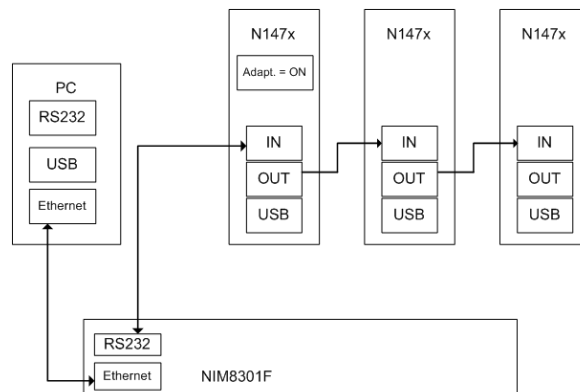 N147x
N147x
N147x
Adapt. = ON
PC
RS232
USB
Ethernet
IN
OUT
USB
IN
OUT
USB
IN
OUT
USB
RS232
Ethernet
NIM8301F